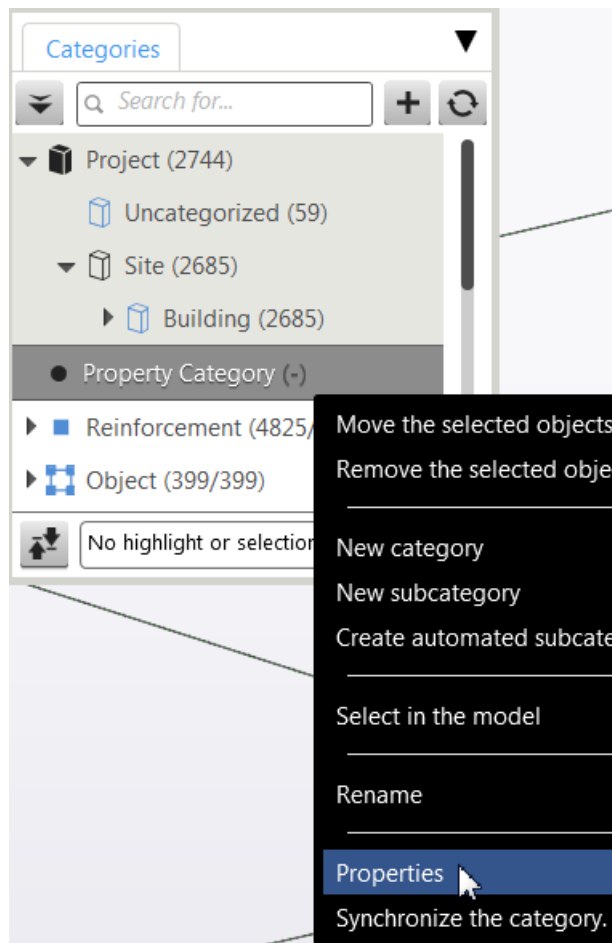 Categories
Search for...
Project (2744)
Uncategorized (59)
Site (2685)
Building (2685)
Property Category (-)
Reinforcement (4825/
Object (399/399)
No highlight or selection
Move the selected objects
Remove the selected obje
New category
New subcategory
Create automated subcate
Select in the model
Rename
Properties
Synchronize the category.